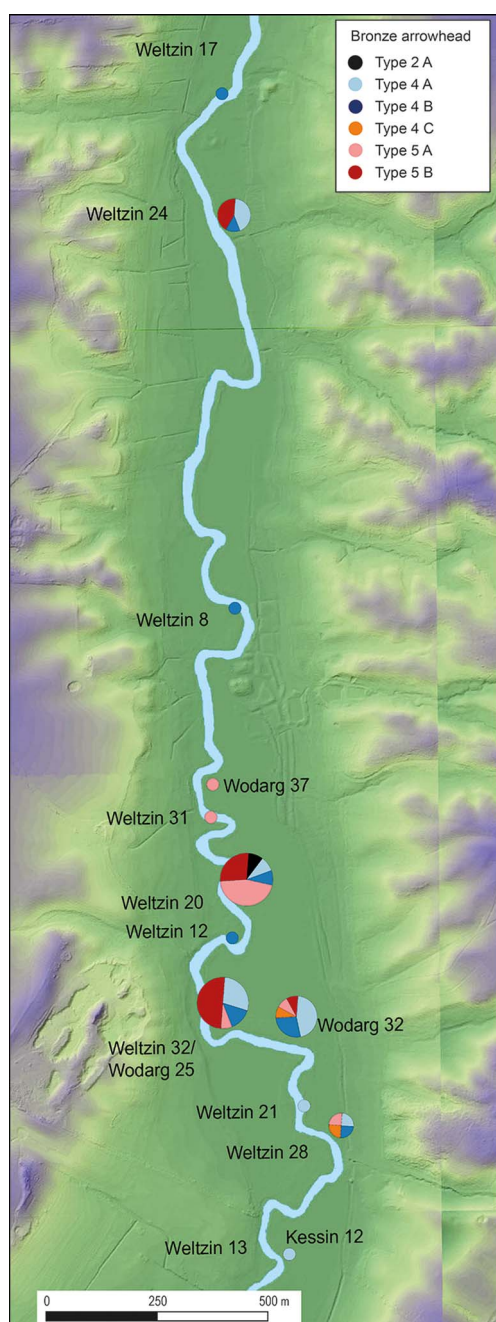 Bronze arrowhead
Type 2 A
Type 4 A
Type 4 B
Type 4 C
Type 5 A
Type 5 B
Weltzin 17
Weltzin 24
Weltzin 8
Wodarg 37
Weltzin 31
Weltzin 20
Weltzin 12
Wodarg 32
Weltzin 32/
Wodarg 25
Weltzin 21
Weltzin 28
Kessin 12
Weltzin 13
0 250 500 m